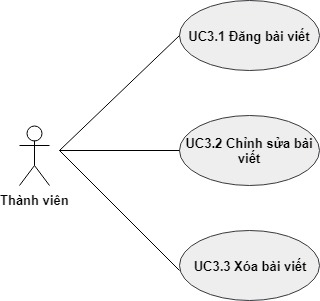 UC3.1 Đăng bài viết
UC3.2 Chỉnh sửa bài
viết
Thành viên
UC3.3 Xóa bài viết